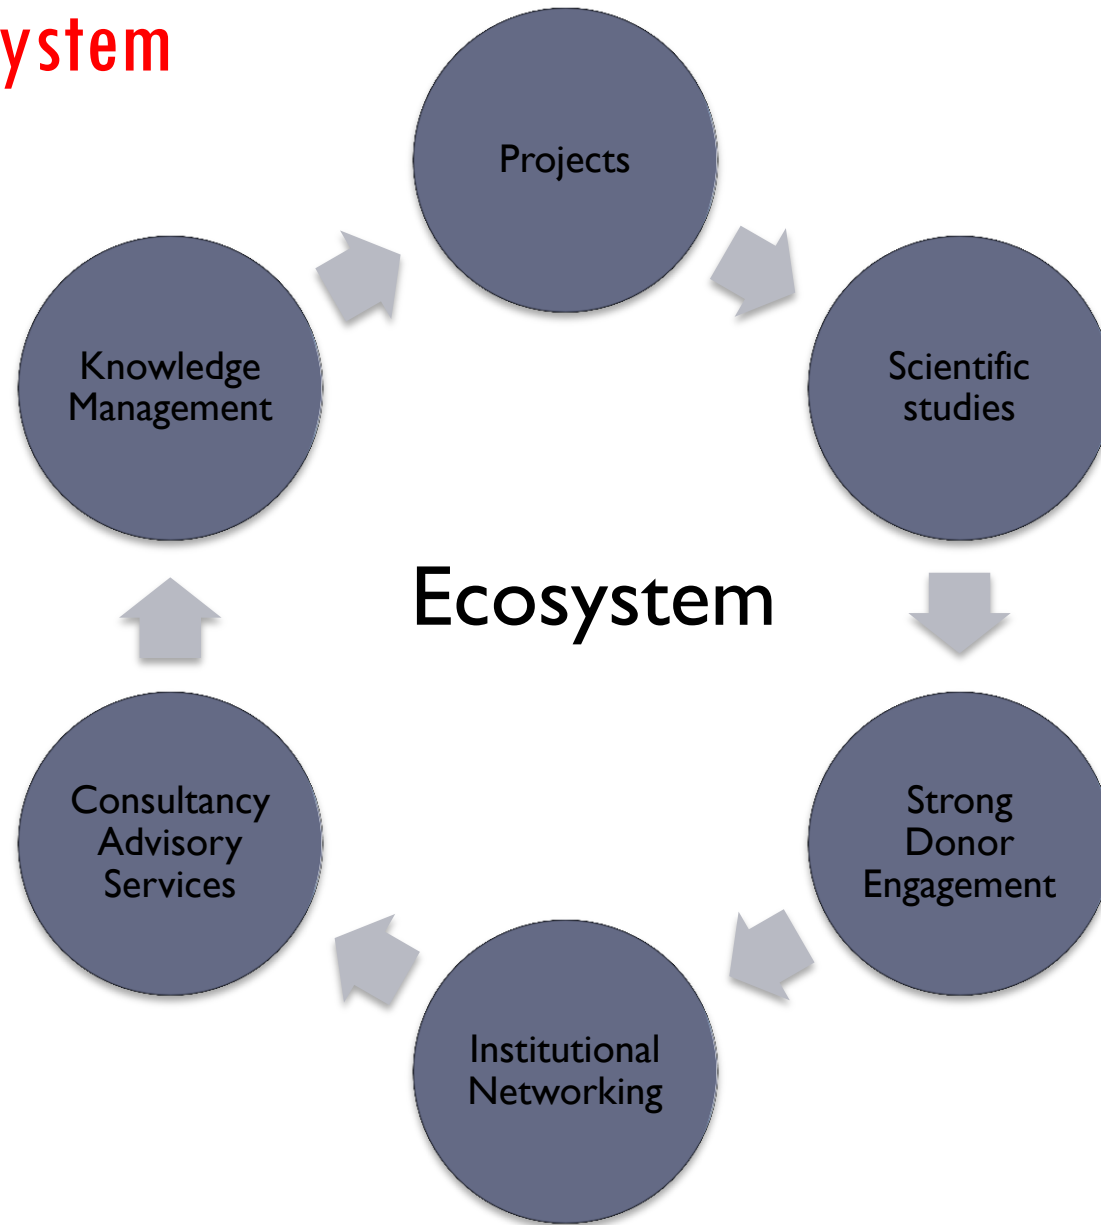 ystem
Projects
Scientific
studies
Strong
Donor
Engagement
Institutional
Networking
Consultancy
Advisory
Services
Knowledge
Management
Ecosystem